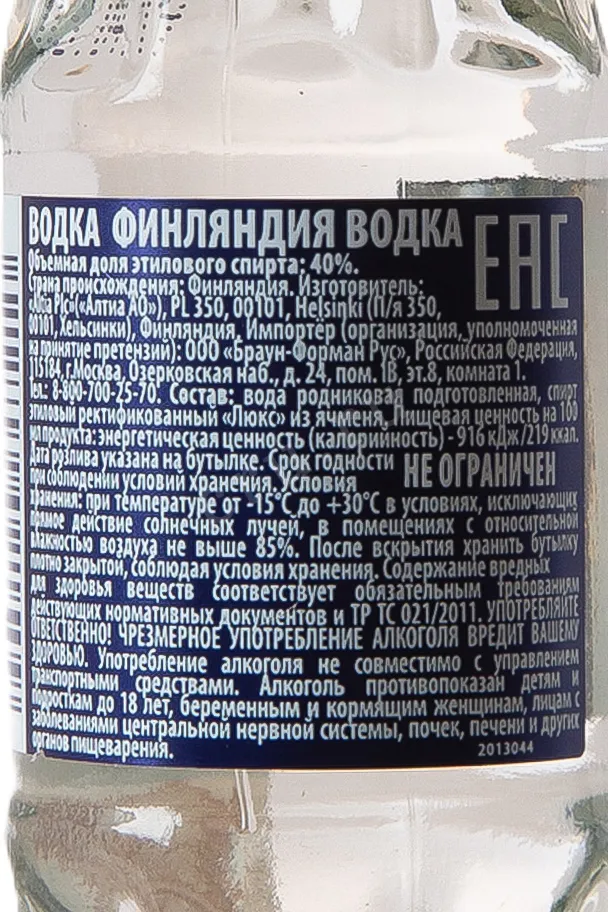 ВОДКА ФИНЛЯНДИЯ ВОДКА
EAC
Объемная доля этилового спирта: 40%.
Страна происхождения: Финляндия. Изготовитель:
«Altia Plc»(«Алтиа АО»), PL 350, 00101, Helsinki (П/я 350,
00101, Хельсинки), Финляндия, Импортёр (организация, уполномоченная
на принятие претензий): ООО «Браун-Форман Рус», Российская Федерация,
115184, г.Москва, Озерковская наб., д. 24, пом. 1В, эт.8, комната 1.
тел.: 8-800-700-25-70. Состав: вода родниковая подготовленная, спирт
этиловый ректификованный «Люкс» из ячменя. Пищевая ценность на 100
мл продукта: энергетическая ценность (калорийность) - 916 кДж/219 ккал.
Дата розлива указана на бутылке. Срок годности НЕ ОГРАНИЧЕН
при соблюдении условий хранения. Условия
хранения: при температуре от -15°C до +30°C в условиях, исключающих
прямое действие солнечных лучей, в помещениях с относительной
влажностью воздуха не выше 85%. После вскрытия хранить бутылку
плотно закрытой, соблюдая условия хранения. Содержание вредных
для здоровья веществ соответствует обязательным требованиям
действующих нормативных документов и ТР ТС 021/2011. УПОТРЕБЛЯЙТЕ
ОТВЕТСТВЕННО! ЧРЕЗМЕРНОЕ УПОТРЕБЛЕНИЕ АЛКОГОЛЯ ВРЕДИТ ВАШЕМУ
ЗДОРОВЬЮ. Употребление алкоголя не совместимо с управлением
транспортными средствами. Алкоголь противопоказан детям и
подросткам до 18 лет, беременным и кормящим женщинам, лицам с
заболеваниями центральной нервной системы, почек, печени и других
органов пищеварения.
2013044